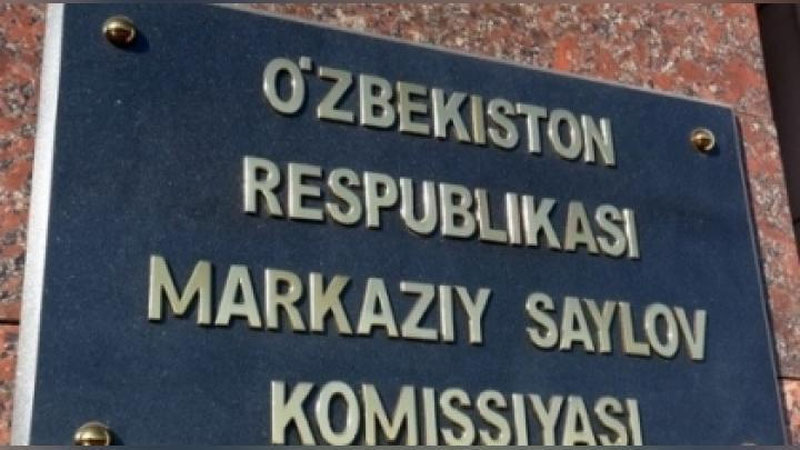 O‘ZBEKISTON
RESPUBLIKASI
MARKAZIY SAYLOV
KOMISSIYASI